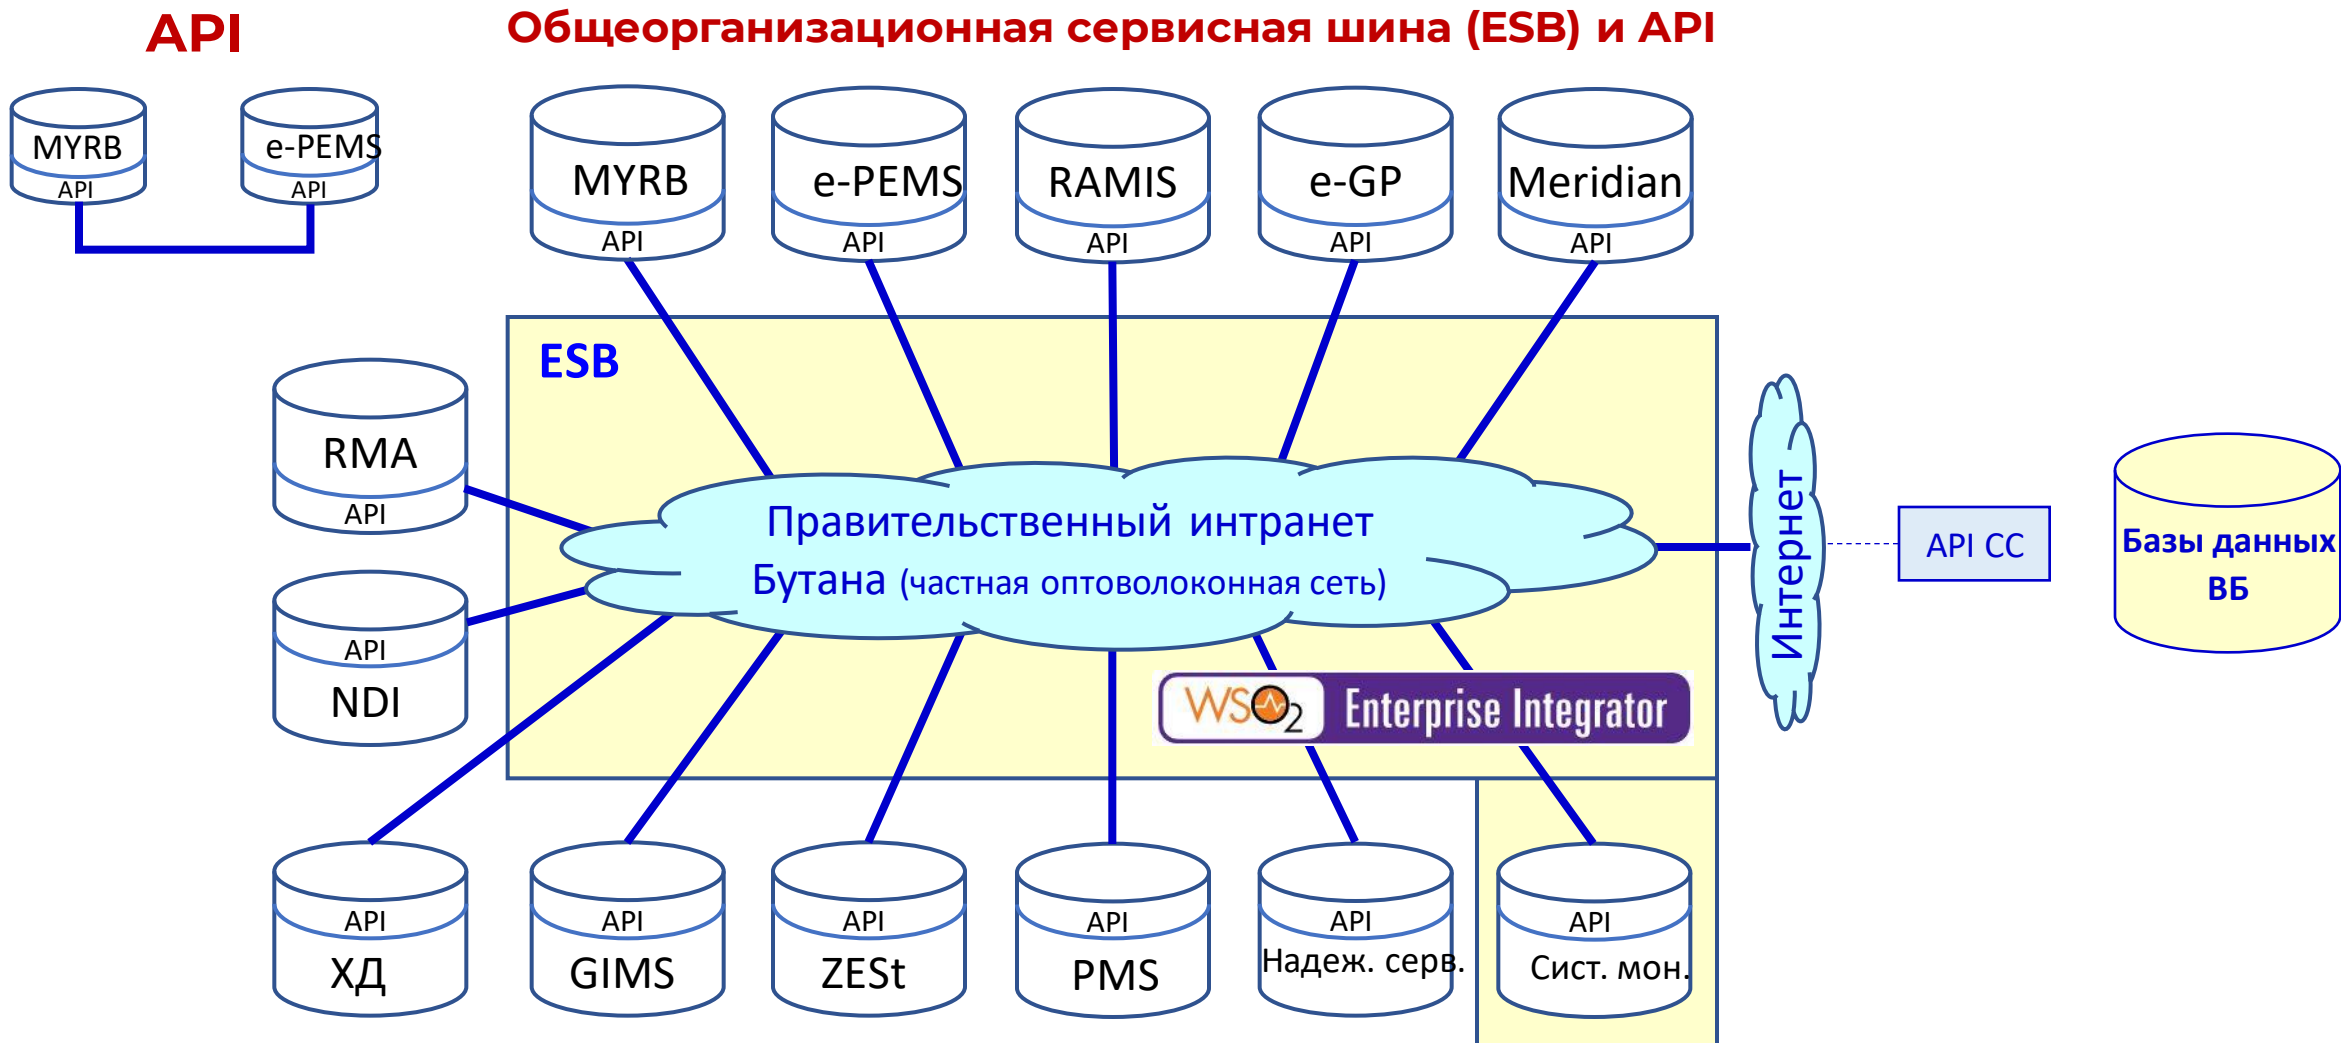 API
Общеорганизационная сервисная шина (ESB) и API
MYRB
API
e-PEMS
API
MYRB
API
e-PEMS
API
RAMIS
API
e-GP
API
Meridian
API
ESB
RMA
API
API
NDI
Правительственный интранет
Бутана (частная оптоволоконная сеть)
Интернет
API CC
Базы данных
ВБ
WSO2 Enterprise Integrator
API
ХД
API
GIMS
API
ZESt
API
PMS
API
Надеж. серв.
API
Сист. мон.